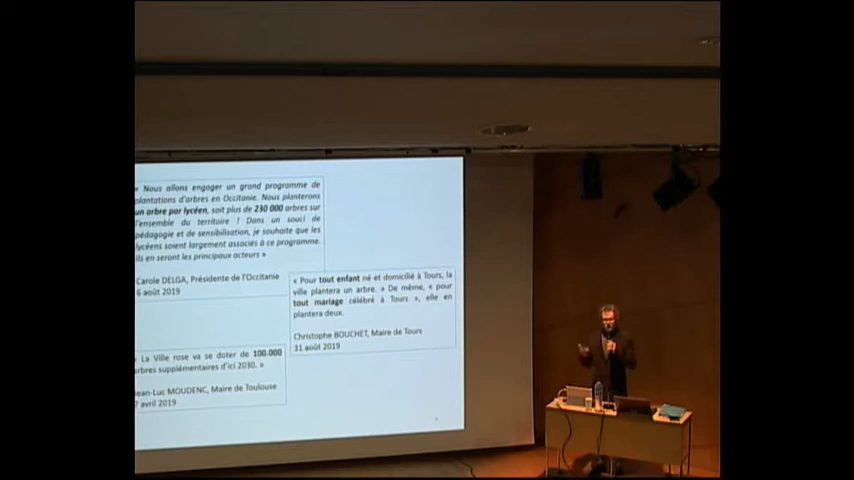 « Nous allons engager un grand programme de
plantations d'arbres en Occitanie. Nous planterons
un arbre par lycéen, soit plus de 230 000 arbres sur
l'ensemble du territoire ! Dans un souci de
pédagogie et de sensibilisation, je souhaite que les
lycéens soient largement associés à ce programme.
Ils en seront les principaux acteurs »
Carole DELGA, Présidente de l'Occitanie
6 août 2019
« Pour tout enfant né et domicilié à Tours, la
ville plantera un arbre. » De même, « pour
tout mariage célébré à Tours », elle en
plantera deux.
Christophe BOUCHET, Maire de Tours
31 août 2019
« La Ville rose va se doter de 100.000
arbres supplémentaires d'ici 2030. »
Jean-Luc MOUDENC, Maire de Toulouse
7 avril 2019